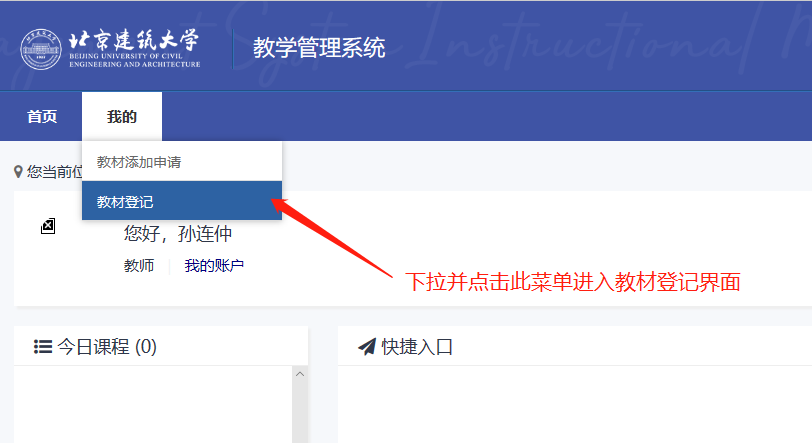 北京建筑大学
BEIJING UNIVERSITY OF CIVIL
ENGINEERING AND ARCHITECTURE
教学管理系统
首页 我的
教材添加申请
您当前位
教材登记
您好，孙连仲
教师 我的账户
下拉并点击此菜单进入教材登记界面
今日课程 (0) 快捷入口